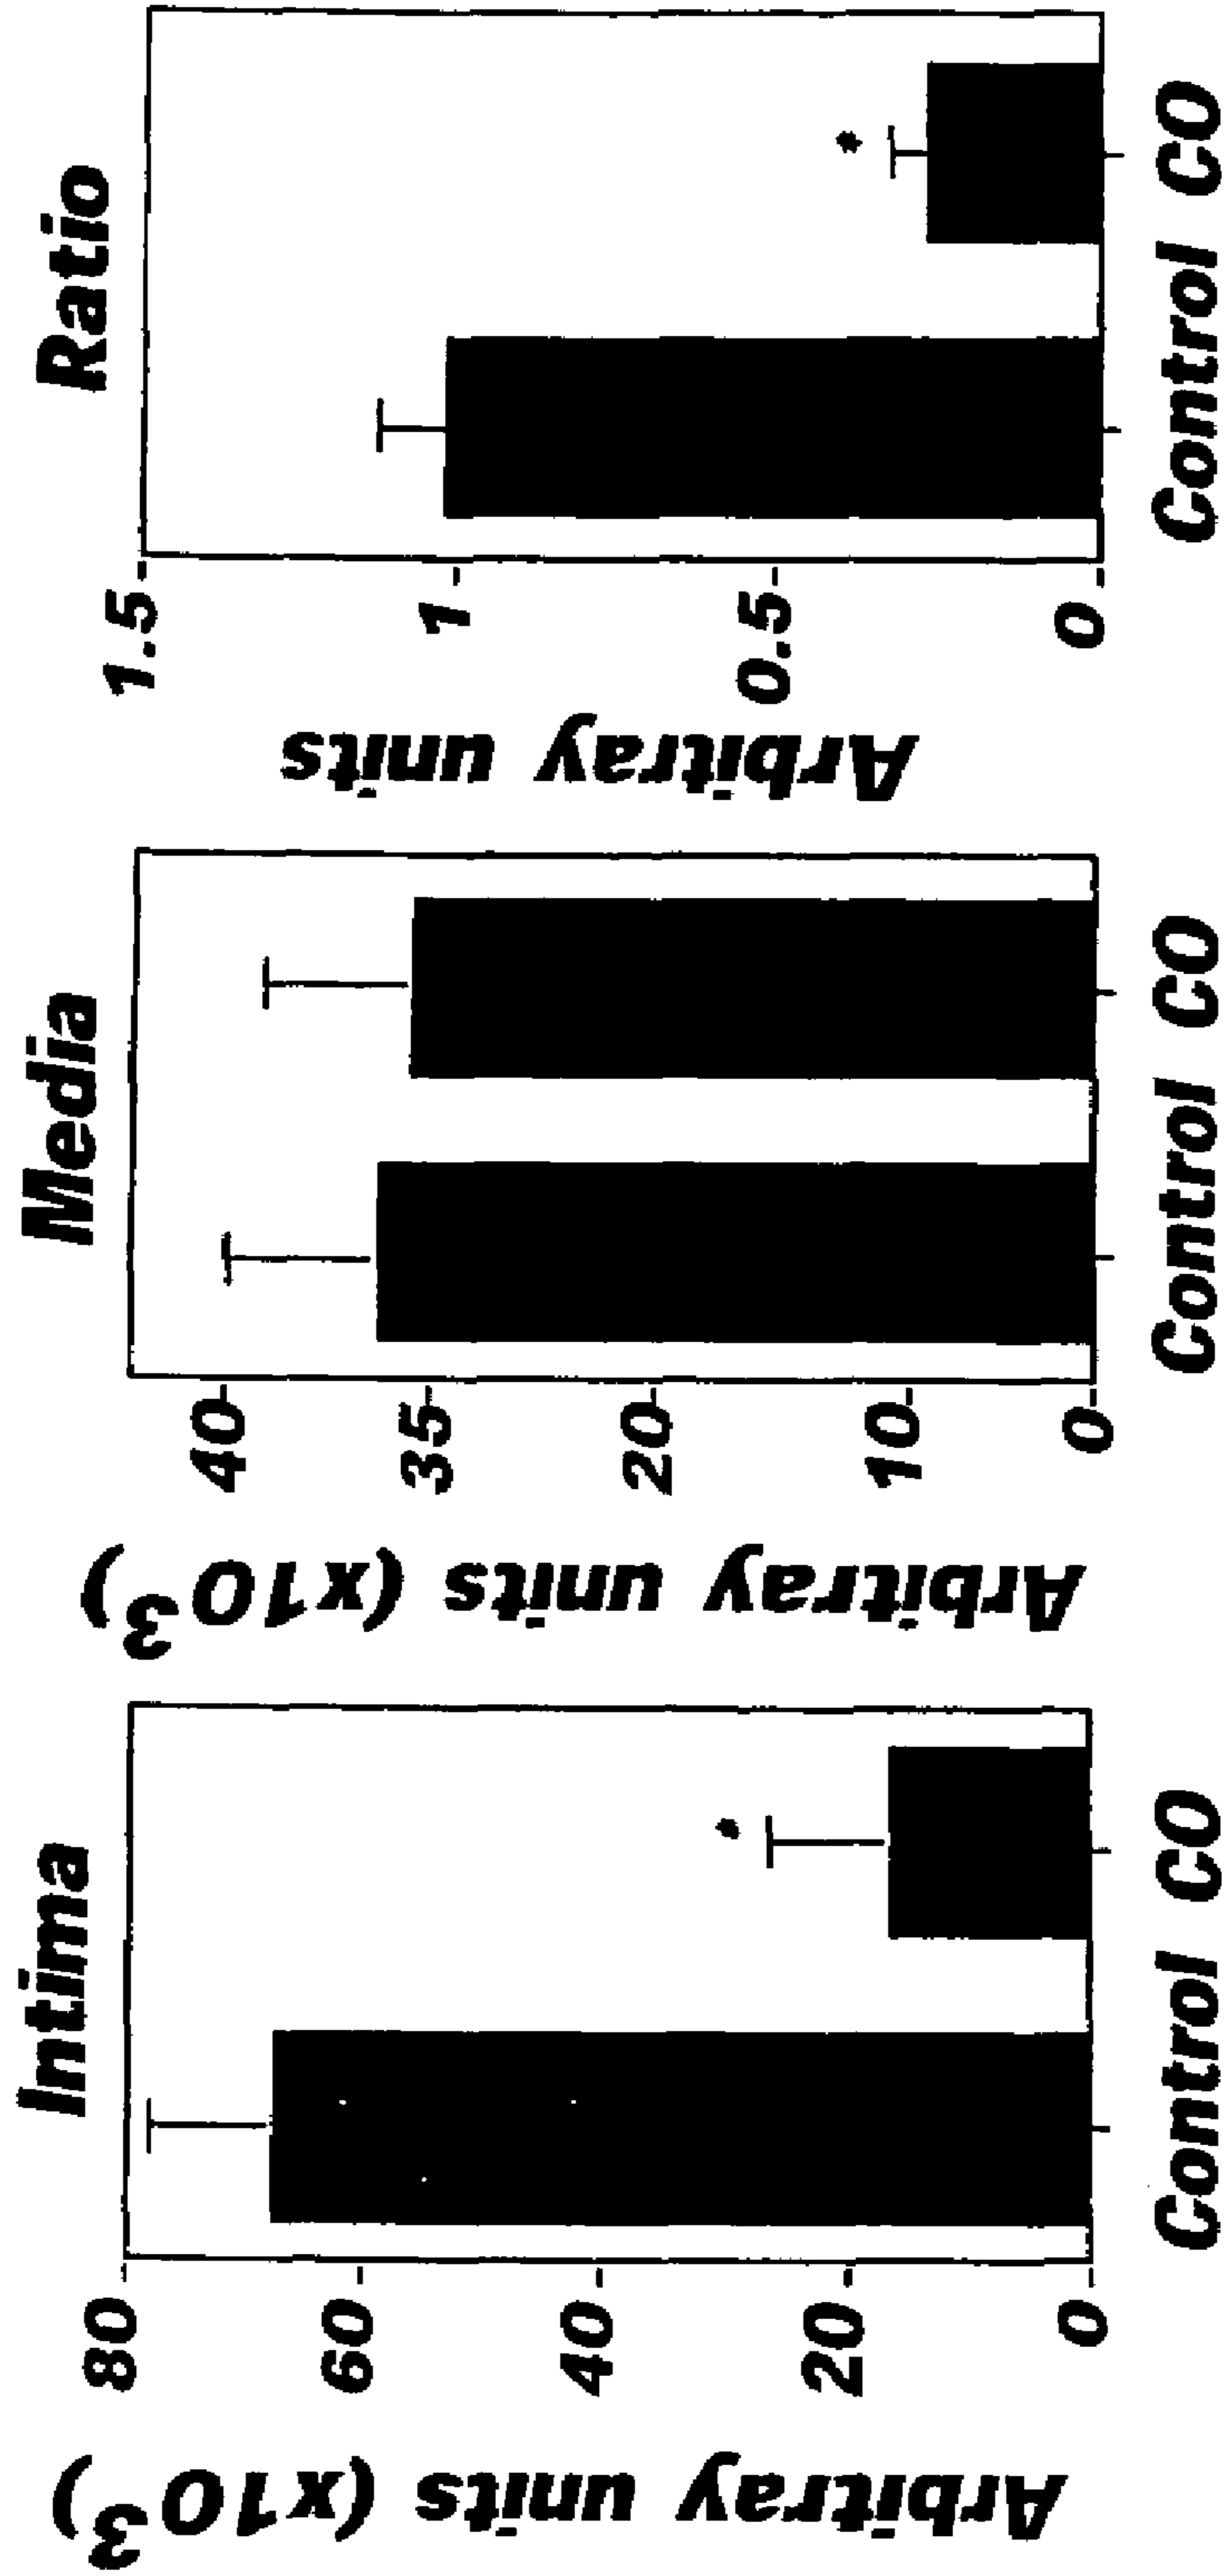 Intima
Arbitray units (x10³)
80
60
40
20
0
Control CO
*
Media
Arbitray units (x10³)
40
35
20
10
0
Control CO
Ratio
Arbitray units
1.5
1
0.5
0
Control CO
*